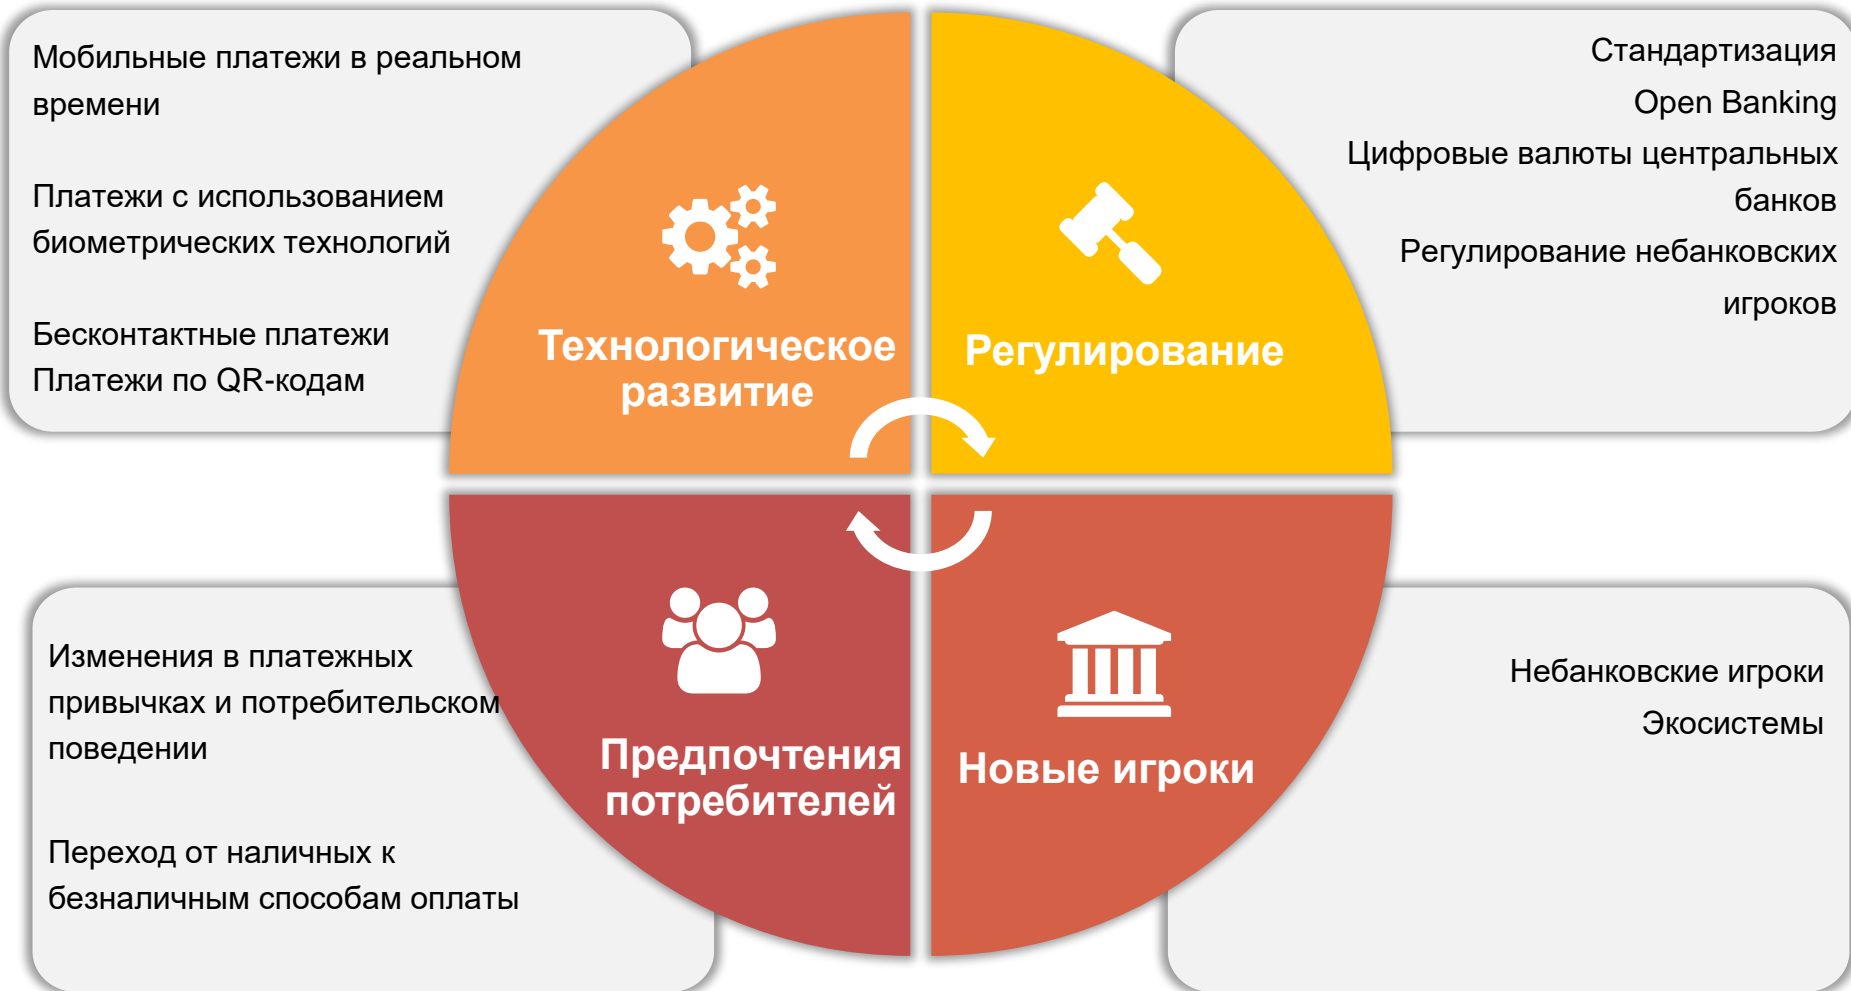 Мобильные платежи в реальном
времени
Платежи с использованием
биометрических технологий
Бесконтактные платежи
Платежи по QR-кодам
Технологическое
развитие
Регулирование
Стандартизация
Open Banking
Цифровые валюты центральных
банков
Регулирование небанковских
игроков
Изменения в платежных
привычках и потребительском
поведении
Переход от наличных к
безналичным способам оплаты
Предпочтения
потребителей
Новые игроки
Небанковские игроки
Экосистемы